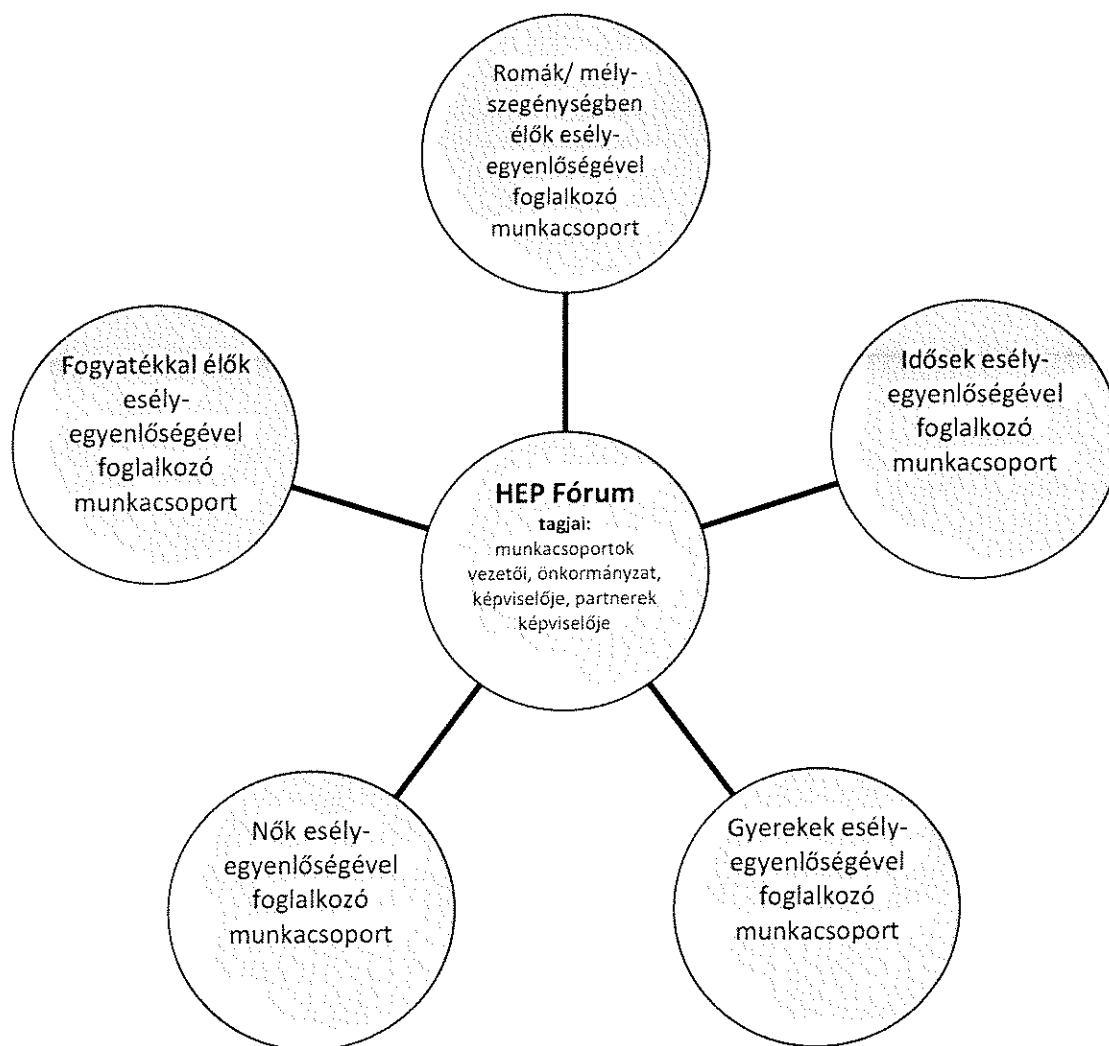 Romák/ mély-
szegénységben
élők esély-
egyenlőségével
foglalkozó
munkacsoport
Fogyatékkal élők
esély-
egyenlőségével
foglalkozó
munkacsoport
Idősek esély-
egyenlőségével
foglalkozó
munkacsoport
HEP Fórum
tagjai:
munkacsoportok
vezetői, önkormányzat,
képviselője, partnerek
képviselője
Nők esély-
egyenlőségével
foglalkozó
munkacsoport
Gyerekek esély-
egyenlőségével
foglalkozó
munkacsoport